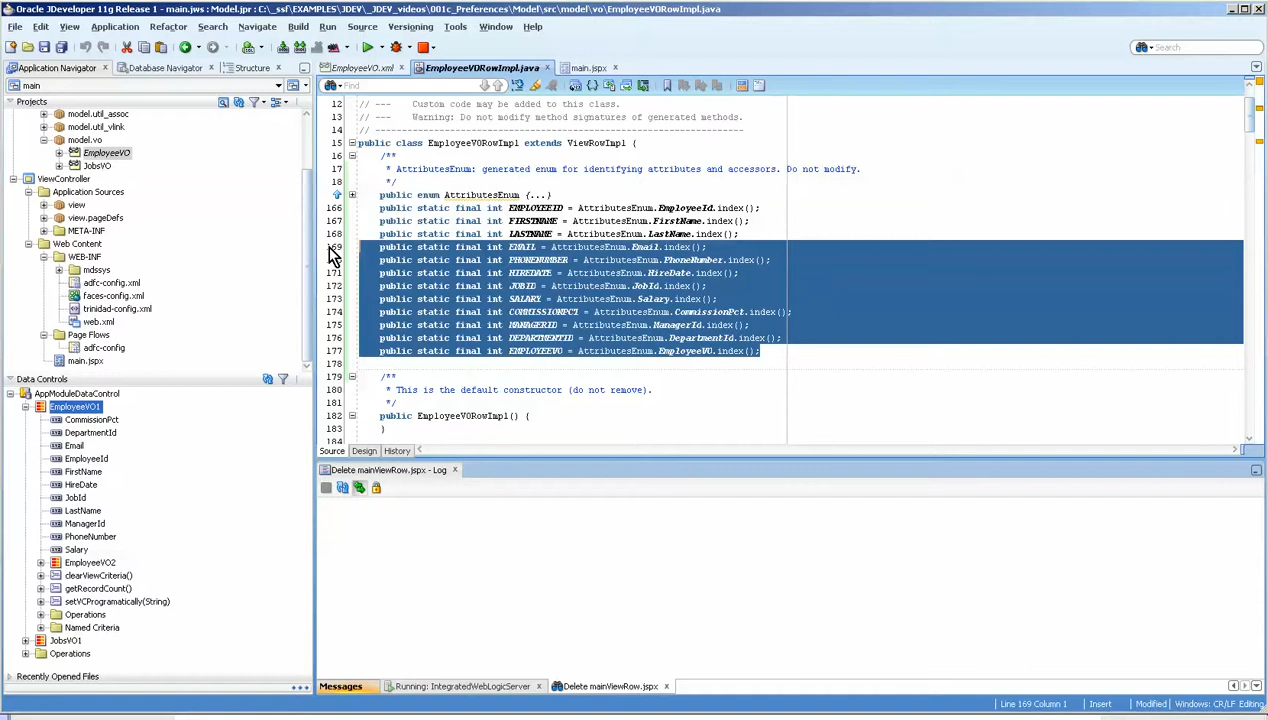 Oracle JDeveloper 11g Release 1 - main.jws : Model.jpr : C:\_ssf\EXAMPLES\JDEV\_JDEV_videos\001c_Preferences\Model\src\model\vo\EmployeeVORowImpl.java
File Edit View Application Refactor Search Navigate Build Run Source Versioning Tools Window Help
Search
Application Navigator Database Navigator Structure
EmployeeVO.xml EmployeeVORowImpl.java main.jspx
main
Find
Projects
model.util_assoc
model.util_vlink
model.vo
EmployeeVO
JobsVO
ViewController
Application Sources
view
view.pageDefs
META-INF
Web Content
WEB-INF
mdssys
adfc-config.xml
faces-config.xml
trinidad-config.xml
web.xml
Page Flows
adfc-config
main.jspx
Data Controls
AppModuleDataControl
EmployeeVO1
CommissionPct
DepartmentId
Email
EmployeeId
FirstName
HireDate
JobId
LastName
ManagerId
PhoneNumber
Salary
EmployeeVO2
clearViewCriteria()
getRecordCount()
setVCProgramatically(String)
Operations
Named Criteria
JobsVO1
Operations
Recently Opened Files
12 // --- Custom code may be added to this class.
13 // --- Warning: Do not modify method signatures of generated methods.
14 // ---------------------------------------------------------------------
15 public class EmployeeVORowImpl extends ViewRowImpl {
16 /**
17 * AttributesEnum: generated enum for identifying attributes and accessors. Do not modify.
18 */
public enum AttributesEnum {...}
166 public static final int EMPLOYEEID = AttributesEnum.EmployeeId.index();
167 public static final int FIRSTNAME = AttributesEnum.FirstName.index();
168 public static final int LASTNAME = AttributesEnum.LastName.index();
169 public static final int EMAIL = AttributesEnum.Email.index();
public static final int PHONENUMBER = AttributesEnum.PhoneNumber.index();
171 public static final int HIREDATE = AttributesEnum.HireDate.index();
172 public static final int JOBID = AttributesEnum.JobId.index();
173 public static final int SALARY = AttributesEnum.Salary.index();
174 public static final int COMMISSIONPCT = AttributesEnum.CommissionPct.index();
175 public static final int MANAGERID = AttributesEnum.ManagerId.index();
176 public static final int DEPARTMENTID = AttributesEnum.DepartmentId.index();
177 public static final int EMPLOYEEVO = AttributesEnum.EmployeeVO.index();
178
179 /**
180 * This is the default constructor (do not remove).
181 */
182 public EmployeeVORowImpl() {
183 }
184
Source Design History
Delete mainViewRow.jspx - Log
Messages Running: IntegratedWebLogicServer Delete mainViewRow.jspx
Line 169 Column 1 Insert Modified Windows: CR/LF Editing